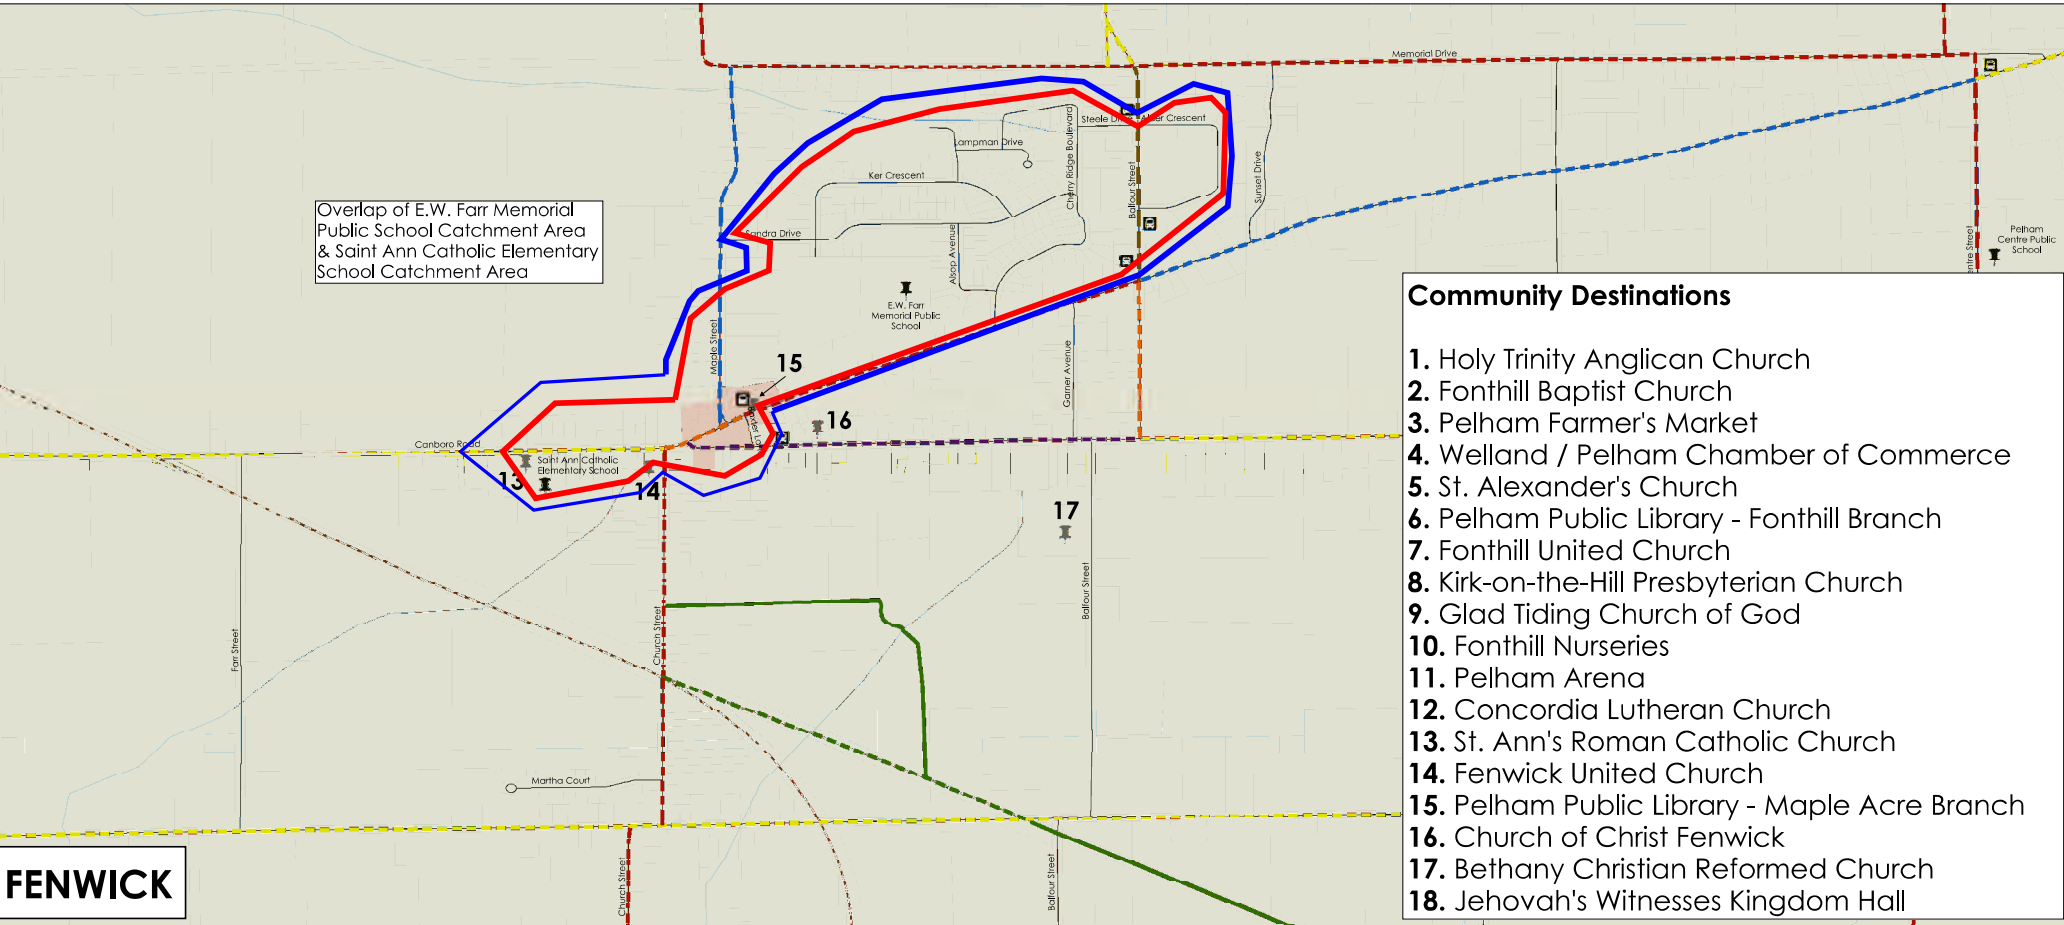 Memorial Drive
Steele Drive
Alder Crescent
Lampman Drive
Cherry Ridge Boulevard
Ker Crescent
Balfour Street
Sunset Drive
Overlap of E.W. Farr Memorial
Public School Catchment Area
& Saint Ann Catholic Elementary
School Catchment Area
Sandra Drive
Alsop Avenue
Pelham
Centre Public
School
entre Street
E.W. Farr
Memorial Public
School
Maple Street
Garner Avenue
15
16
Canboro Road
Saint Ann Catholic
Elementary School
13
14
17
Balfour Street
Farr Street
Church Street
Martha Court
Church Street
Balfour Street
FENWICK
Community Destinations
1. Holy Trinity Anglican Church
2. Fonthill Baptist Church
3. Pelham Farmer's Market
4. Welland / Pelham Chamber of Commerce
5. St. Alexander's Church
6. Pelham Public Library - Fonthill Branch
7. Fonthill United Church
8. Kirk-on-the-Hill Presbyterian Church
9. Glad Tiding Church of God
10. Fonthill Nurseries
11. Pelham Arena
12. Concordia Lutheran Church
13. St. Ann's Roman Catholic Church
14. Fenwick United Church
15. Pelham Public Library - Maple Acre Branch
16. Church of Christ Fenwick
17. Bethany Christian Reformed Church
18. Jehovah's Witnesses Kingdom Hall